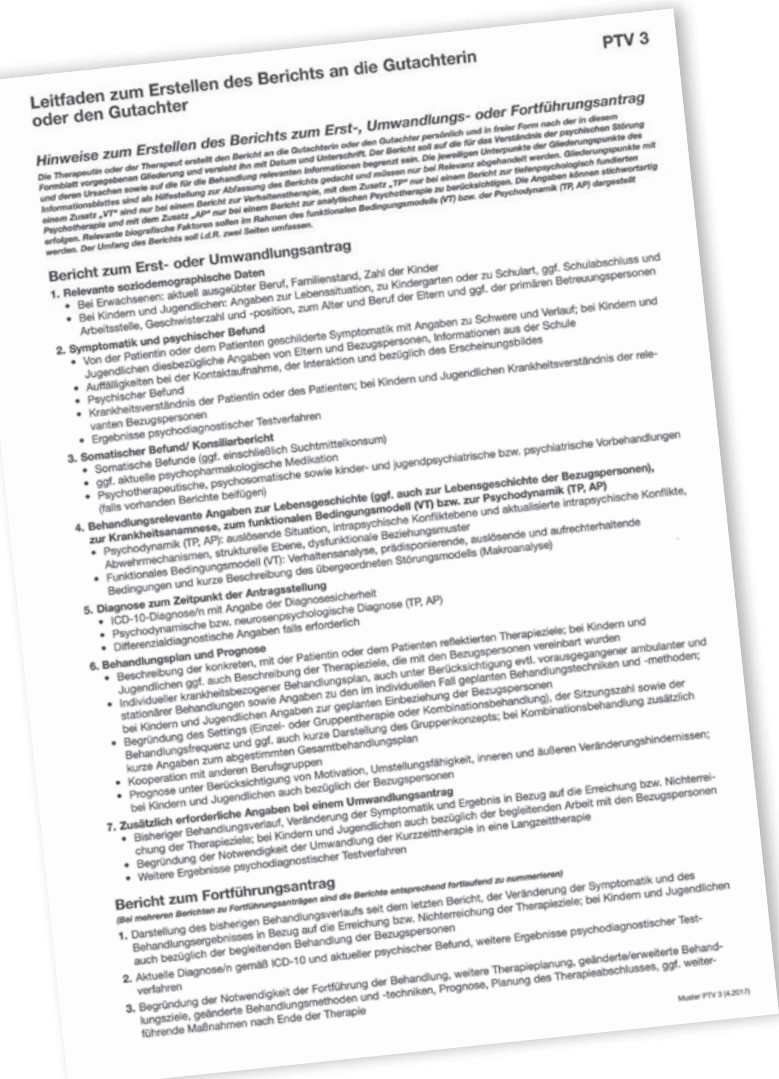 PTV 3
Leitfaden zum Erstellen des Berichts an die Gutachterin
oder den Gutachter
Hinweise zum Erstellen des Berichts zum Erst-, Umwandlungs- oder Fortführungsantrag
Die Therapeutin oder der Therapeut erstellt den Bericht an die Gutachterin oder den Gutachter persönlich und in freier Form nach der in diesem
Formblatt vorgegebenen Gliederung und versieht ihn mit Datum und Unterschrift. Der Bericht soll auf die für das Verständnis der psychischen Störung
und deren Ursachen sowie auf die für die Behandlung relevanten Informationen begrenzt sein. Die jeweiligen Unterpunkte der Gliederungspunkte des
Informationsblattes sind als Hilfestellung zur Abfassung des Berichts gedacht und müssen nur bei Relevanz abgehandelt werden. Gliederungspunkte mit
einem Zusatz „VT“ sind nur bei einem Bericht zur Verhaltenstherapie, mit dem Zusatz „TP“ nur bei einem Bericht zur tiefenpsychologisch fundierten
Psychotherapie und mit dem Zusatz „AP“ nur bei einem Bericht zur analytischen Psychotherapie zu berücksichtigen. Die Angaben können stichwortartig
erfolgen. Relevante biografische Faktoren sollen im Rahmen des funktionalen Bedingungsmodells (VT) bzw. der Psychodynamik (TP, AP) dargestellt
werden. Der Umfang des Berichts soll i.d.R. zwei Seiten umfassen.
Bericht zum Erst- oder Umwandlungsantrag
1. Relevante soziodemographische Daten
• Bei Erwachsenen: aktuell ausgeübter Beruf, Familienstand, Zahl der Kinder
• Bei Kindern und Jugendlichen: Angaben zur Lebenssituation, zu Kindergarten oder zu Schulart, ggf. Schulabschluss und
Arbeitsstelle, Geschwisterzahl und -position, zum Alter und Beruf der Eltern und ggf. der primären Betreuungspersonen
2. Symptomatik und psychischer Befund
• Von der Patientin oder dem Patienten geschilderte Symptomatik mit Angaben zu Schwere und Verlauf; bei Kindern und
Jugendlichen diesbezügliche Angaben von Eltern und Bezugspersonen, Informationen aus der Schule
• Auffälligkeiten bei der Kontaktaufnahme, der Interaktion und bezüglich des Erscheinungsbildes
• Psychischer Befund
• Krankheitsverständnis der Patientin oder des Patienten; bei Kindern und Jugendlichen Krankheitsverständnis der rele-
vanten Bezugspersonen
• Ergebnisse psychodiagnostischer Testverfahren
3. Somatischer Befund/ Konsiliarbericht
• Somatische Befunde (ggf. einschließlich Suchtmittelkonsum)
• ggf. aktuelle psychopharmakologische Medikation
• Psychotherapeutische, psychosomatische sowie kinder- und jugendpsychiatrische bzw. psychiatrische Vorbehandlungen
(falls vorhanden Berichte beifügen)
4. Behandlungsrelevante Angaben zur Lebensgeschichte (ggf. auch zur Lebensgeschichte der Bezugspersonen),
zur Krankheitsanamnese, zum funktionalen Bedingungsmodell (VT) bzw. zur Psychodynamik (TP, AP)
• Psychodynamik (TP, AP): auslösende Situation, intrapsychische Konfliktebene und aktualisierte intrapsychische Konflikte,
Abwehrmechanismen, strukturelle Ebene, dysfunktionale Beziehungsmuster
• Funktionales Bedingungsmodell (VT): Verhaltensanalyse, prädisponierende, auslösende und aufrechterhaltende
Bedingungen und kurze Beschreibung des übergeordneten Störungsmodells (Makroanalyse)
5. Diagnose zum Zeitpunkt der Antragsstellung
• ICD-10-Diagnose/n mit Angabe der Diagnosesicherheit
• Psychodynamische bzw. neurosenpsychologische Diagnose (TP, AP)
• Differenzialdiagnostische Angaben falls erforderlich
6. Behandlungsplan und Prognose
• Beschreibung der konkreten, mit der Patientin oder dem Patienten reflektierten Therapieziele; bei Kindern und
Jugendlichen ggf. auch Beschreibung der Therapieziele, die mit den Bezugspersonen vereinbart wurden
• Individueller krankheitsbezogener Behandlungsplan, auch unter Berücksichtigung evtl. vorausgegangener ambulanter und
stationärer Behandlungen sowie Angaben zu den im individuellen Fall geplanten Behandlungstechniken und -methoden;
bei Kindern und Jugendlichen Angaben zur geplanten Einbeziehung der Bezugspersonen
• Begründung des Settings (Einzel- oder Gruppentherapie oder Kombinationsbehandlung), der Sitzungszahl sowie der
Behandlungsfrequenz und ggf. auch kurze Darstellung des Gruppenkonzepts; bei Kombinationsbehandlung zusätzlich
kurze Angaben zum abgestimmten Gesamtbehandlungsplan
• Kooperation mit anderen Berufsgruppen
• Prognose unter Berücksichtigung von Motivation, Umstellungsfähigkeit, inneren und äußeren Veränderungshindernissen;
bei Kindern und Jugendlichen auch bezüglich der Bezugspersonen
7. Zusätzlich erforderliche Angaben bei einem Umwandlungsantrag
• Bisheriger Behandlungsverlauf, Veränderung der Symptomatik und Ergebnis in Bezug auf die Erreichung bzw. Nichterrei-
chung der Therapieziele; bei Kindern und Jugendlichen auch bezüglich der begleitenden Arbeit mit den Bezugspersonen
• Begründung der Notwendigkeit der Umwandlung der Kurzzeittherapie in eine Langzeittherapie
• Weitere Ergebnisse psychodiagnostischer Testverfahren
Bericht zum Fortführungsantrag
(Bei mehreren Berichten zu Fortführungsanträgen sind die Berichte entsprechend fortlaufend zu nummerieren)
1. Darstellung des bisherigen Behandlungsverlaufs seit dem letzten Bericht, der Veränderung der Symptomatik und des
Behandlungsergebnisses in Bezug auf die Erreichung bzw. Nichterreichung der Therapieziele; bei Kindern und Jugendlichen
auch bezüglich der begleitenden Behandlung der Bezugspersonen
2. Aktuelle Diagnose/n gemäß ICD-10 und aktueller psychischer Befund, weitere Ergebnisse psychodiagnostischer Test-
verfahren
3. Begründung der Notwendigkeit der Fortführung der Behandlung, weitere Therapieplanung, geänderte/erweiterte Behand-
lungsziele, geänderte Behandlungsmethoden und -techniken, Prognose, Planung des Therapieabschlusses, ggf. weiter-
führende Maßnahmen nach Ende der Therapie
Muster PTV 3 (4.2017)